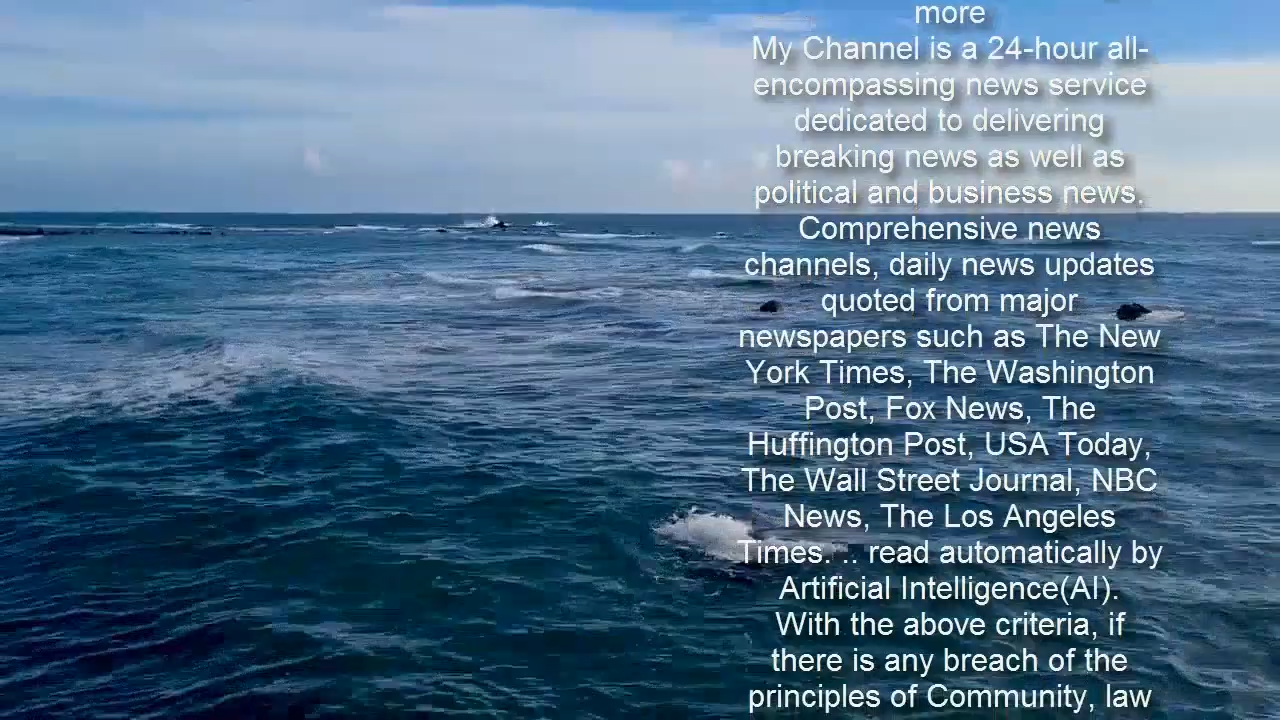 more
My Channel is a 24-hour all-
encompassing news service
dedicated to delivering
breaking news as well as
political and business news.
Comprehensive news
channels, daily news updates
quoted from major
newspapers such as The New
York Times, The Washington
Post, Fox News, The
Huffington Post, USA Today,
The Wall Street Journal, NBC
News, The Los Angeles
Times. .. read automatically by
Artificial Intelligence(AI).
With the above criteria, if
there is any breach of the
principles of Community, law